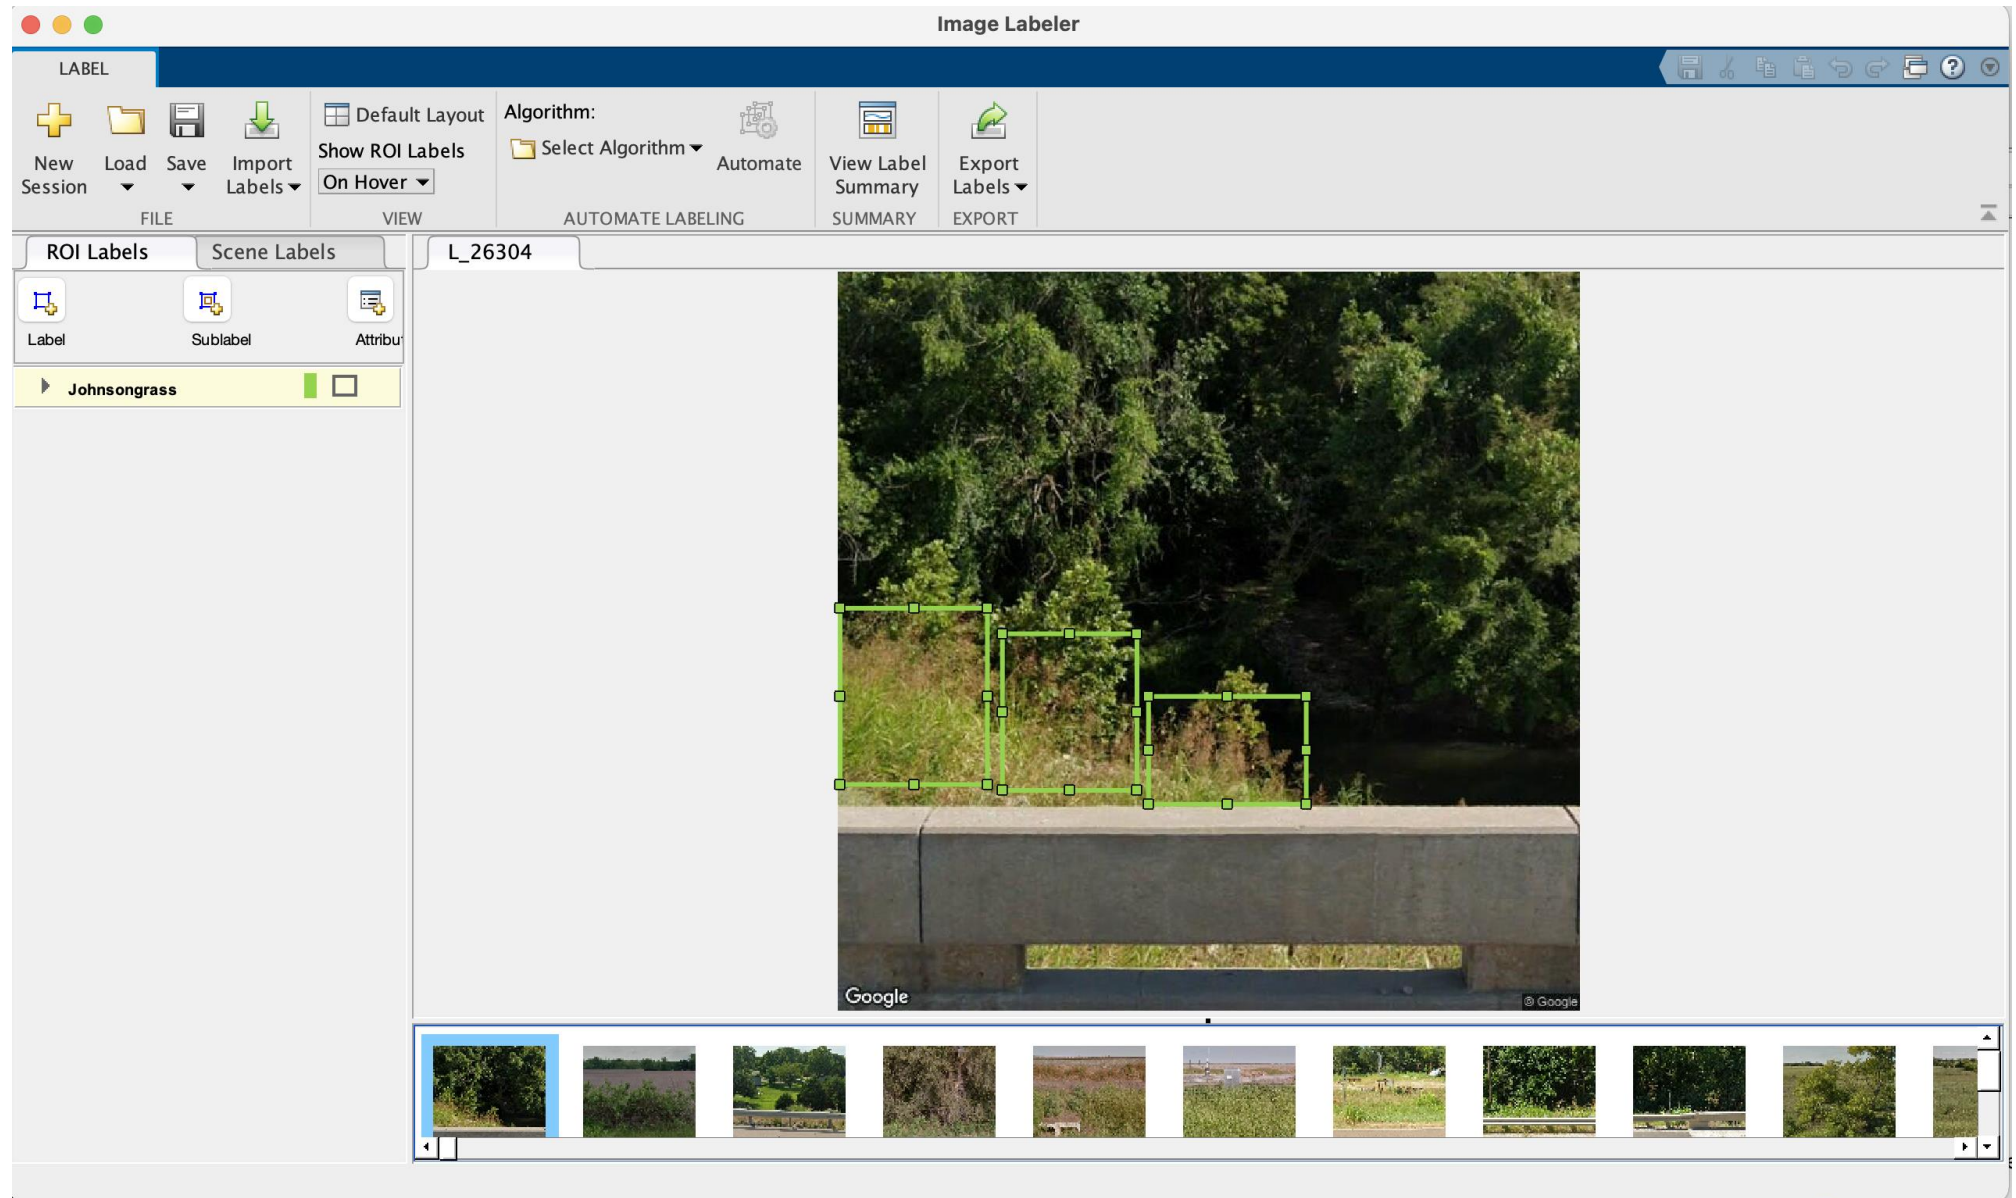 Image Labeler
LABEL
New Session
Load
Save
Import Labels
FILE
Default Layout
Show ROI Labels
On Hover
VIEW
Algorithm:
Select Algorithm
Automate
AUTOMATE LABELING
View Label Summary
SUMMARY
Export Labels
EXPORT
ROI Labels
Scene Labels
L_26304
Label
Sublabel
Attribu
Johnsongrass
Google
© Google